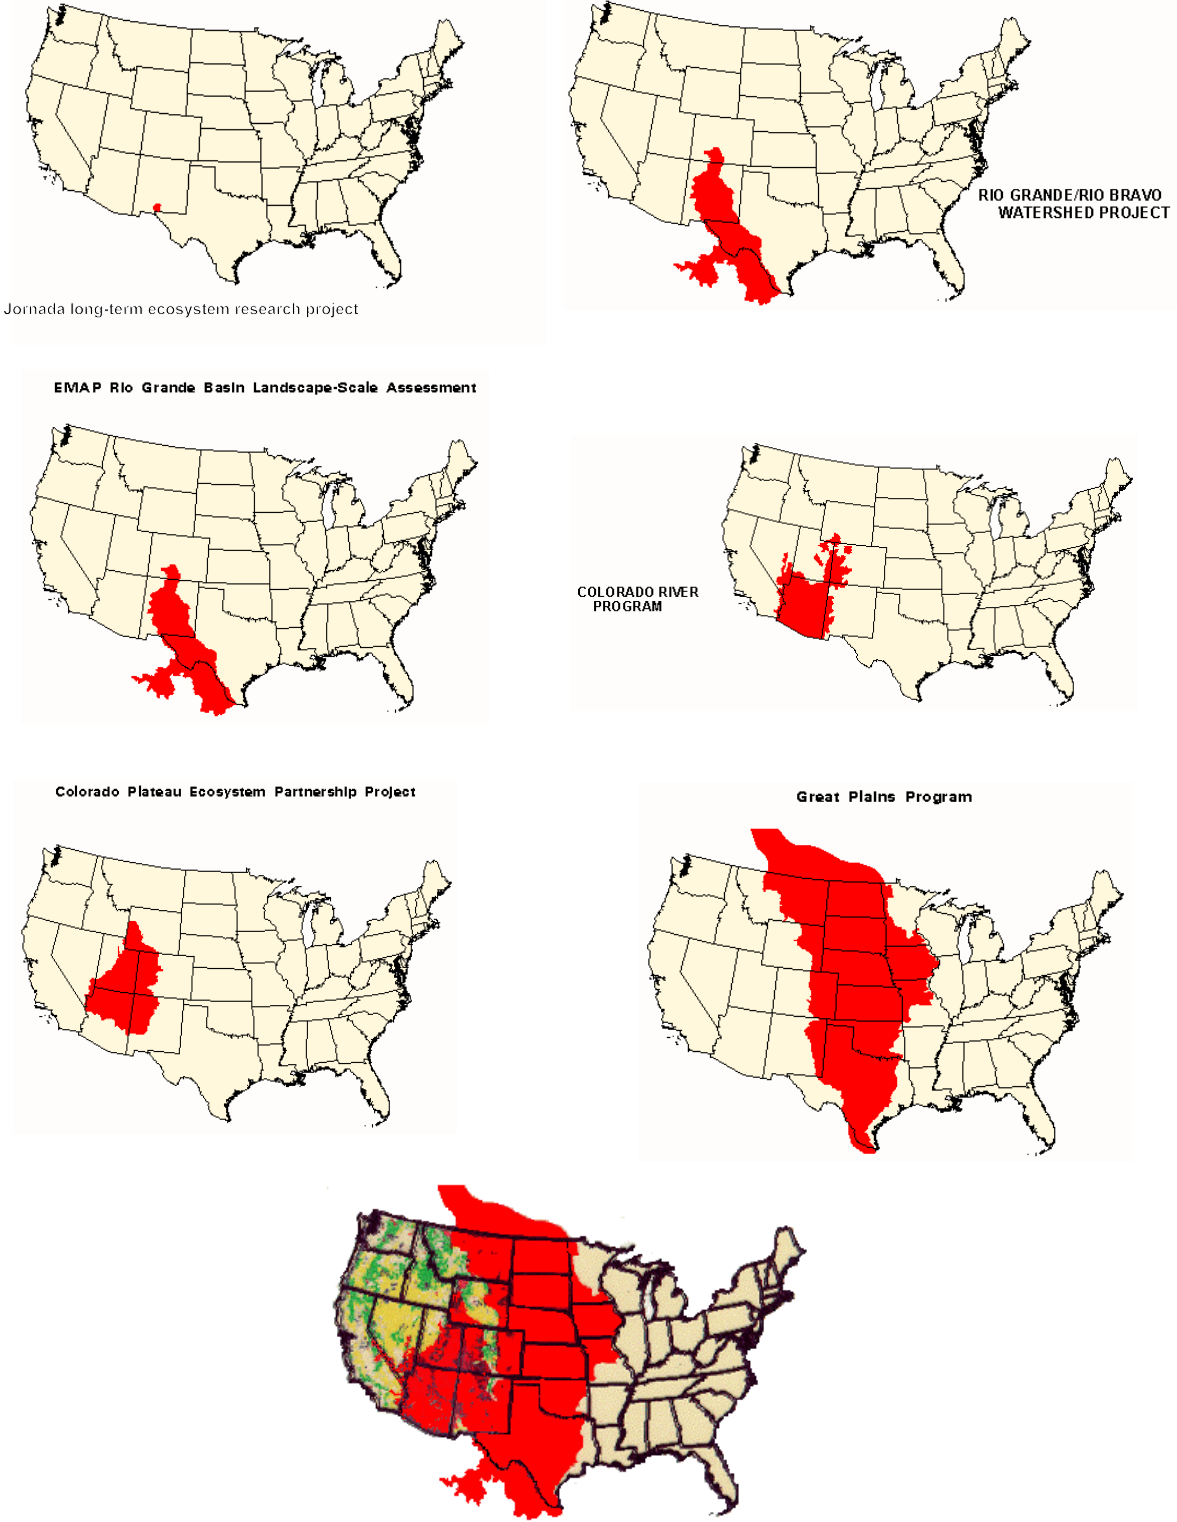 Jornada long-term ecosystem research project
RIO GRANDE/RIO BRAVO
WATERSHED PROJECT
EMAP Rio Grande Basin Landscape-Scale Assessment
COLORADO RIVER
PROGRAM
Colorado Plateau Ecosystem Partnership Project
Great Plains Program